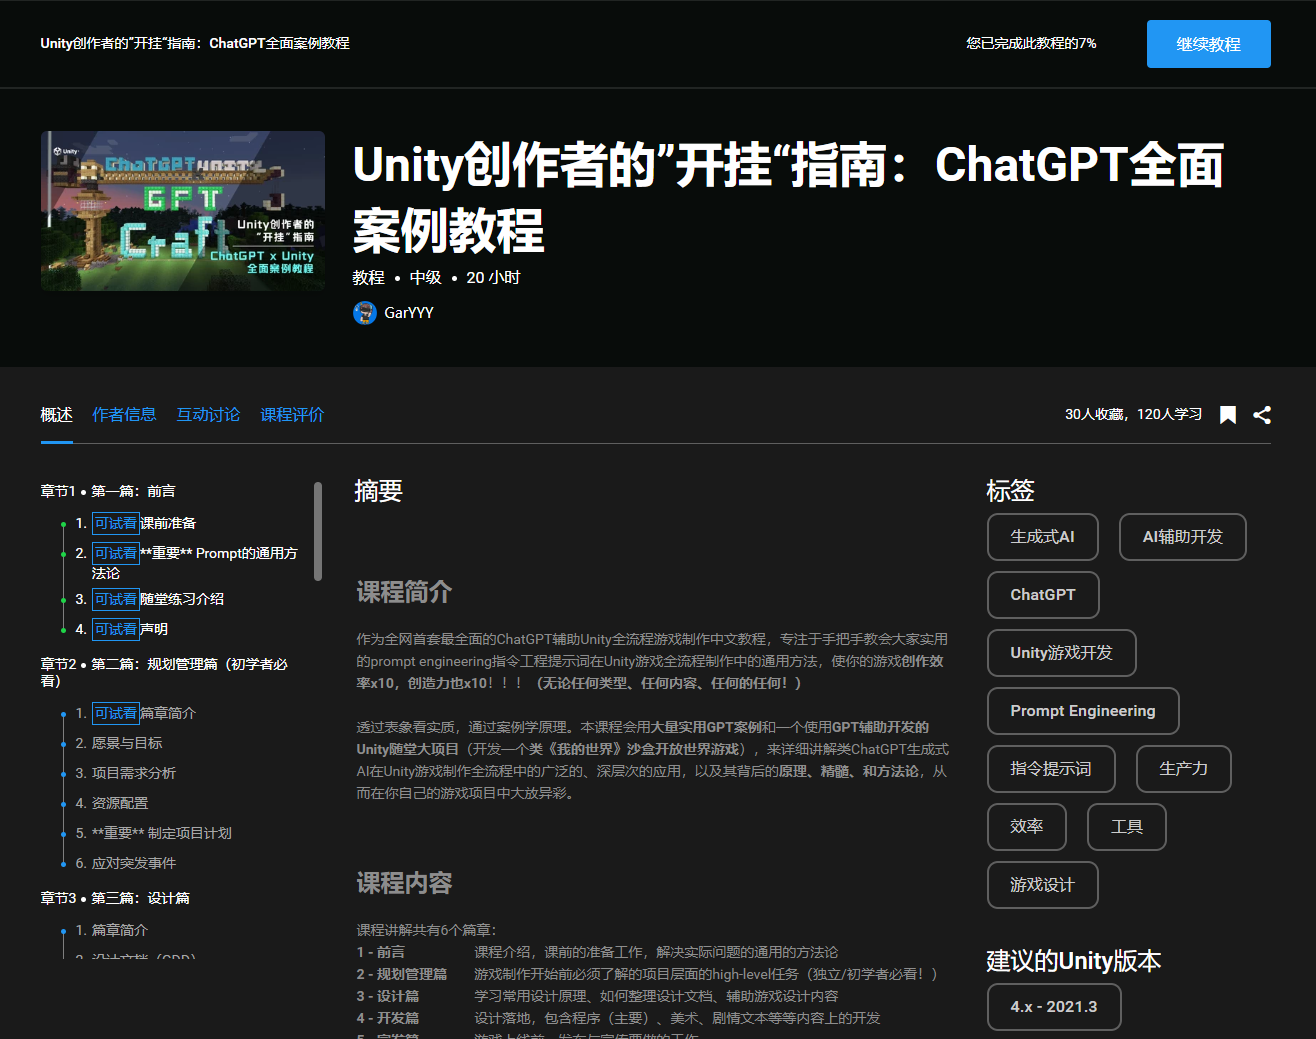 Unity创作者的”开挂“指南：ChatGPT全面案例教程
您已完成此教程的7%
继续教程
Unity
ChaTGPT UNITY
GPT
Craft
Unity创作者的
“开挂”指南
ChatGPT x Unity
全面案例教程
Unity创作者的”开挂“指南：ChatGPT全面
案例教程
教程 • 中级 • 20 小时
GarYYY
概述
作者信息
互动讨论
课程评价
30人收藏，120人学习
章节1 • 第一篇：前言
1. 可试看课前准备
2. 可试看**重要** Prompt的通用方
法论
3. 可试看随堂练习介绍
4. 可试看声明
章节2 • 第二篇：规划管理篇（初学者必
看）
1. 可试看篇章简介
2. 愿景与目标
3. 项目需求分析
4. 资源配置
5. **重要** 制定项目计划
6. 应对突发事件
章节3 • 第三篇：设计篇
1. 篇章简介
摘要
课程简介
作为全网首套最全面的ChatGPT辅助Unity全流程游戏制作中文教程，专注于手把手教会大家实用
的prompt engineering指令工程提示词在Unity游戏全流程制作中的通用方法，使你的游戏创作效
率x10，创造力也x10！！！（无论任何类型、任何内容、任何的任何！）
透过表象看实质，通过案例学原理。本课程会用大量实用GPT案例和一个使用GPT辅助开发的
Unity随堂大项目（开发一个类《我的世界》沙盒开放世界游戏），来详细讲解类ChatGPT生成式
AI在Unity游戏制作全流程中的广泛的、深层次的应用，以及其背后的原理、精髓、和方法论，从
而在你自己的游戏项目中大放异彩。
课程内容
课程讲解共有6个篇章：
1 - 前言 课程介绍，课前的准备工作，解决实际问题的通用的方法论
2 - 规划管理篇 游戏制作开始前必须了解的项目层面的high-level任务（独立/初学者必看！）
3 - 设计篇 学习常用设计原理、如何整理设计文档、辅助游戏设计内容
4 - 开发篇 设计落地，包含程序（主要）、美术、剧情文本等等内容上的开发
标签
生成式AI
AI辅助开发
ChatGPT
Unity游戏开发
Prompt Engineering
指令提示词
生产力
效率
工具
游戏设计
建议的Unity版本
4.x - 2021.3